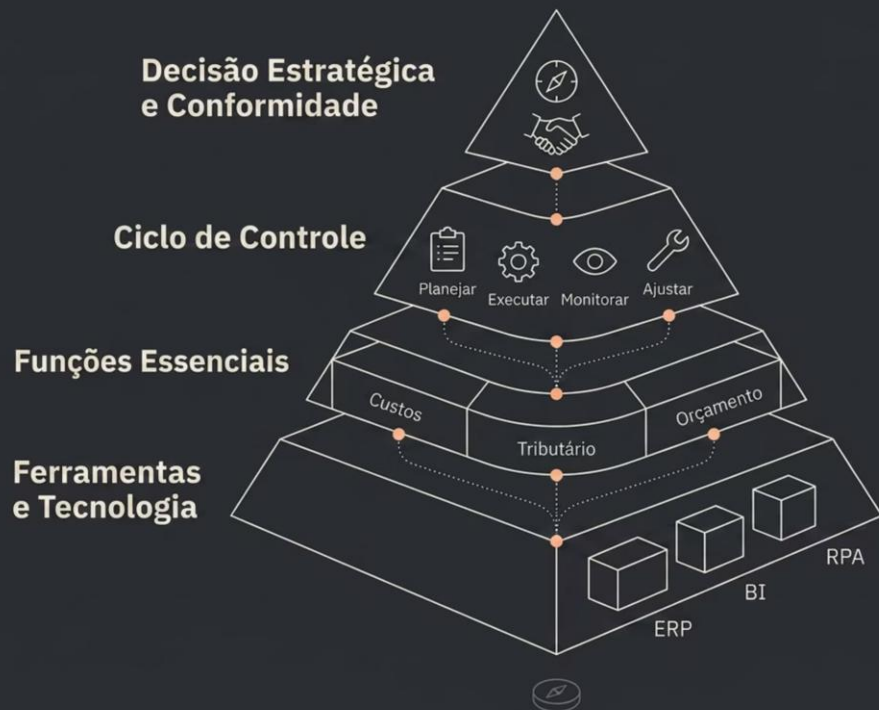 Decisão Estratégica
e Conformidade
Ciclo de Controle
Planejar
Executar
Monitorar
Ajustar
Funções Essenciais
Custos
Tributário
Orçamento
Ferramentas
e Tecnologia
ERP
BI
RPA